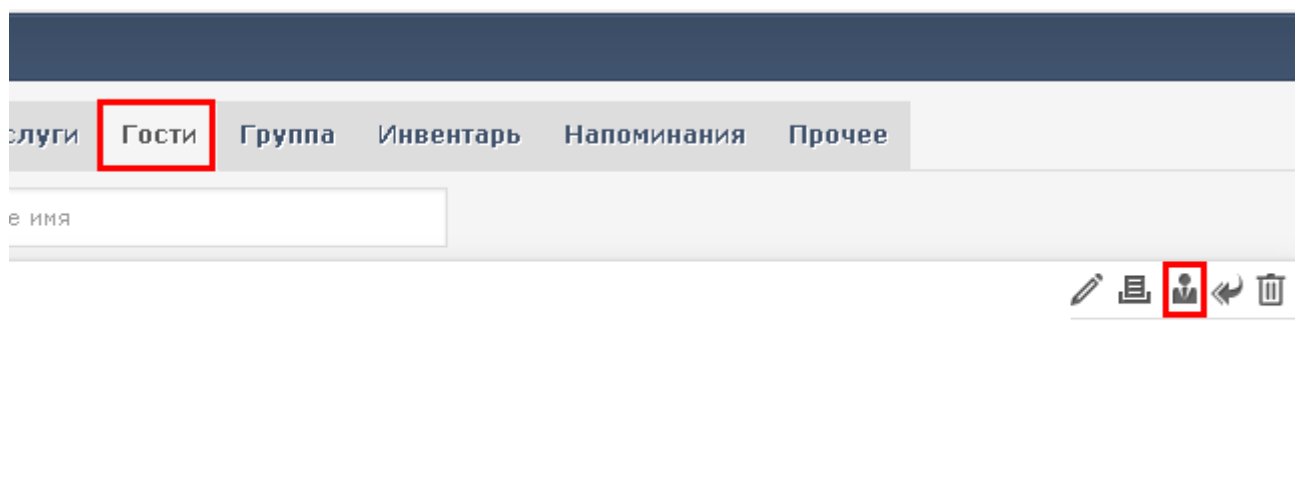 слуги Гости Группа Инвентарь Напоминания Прочее
е имя